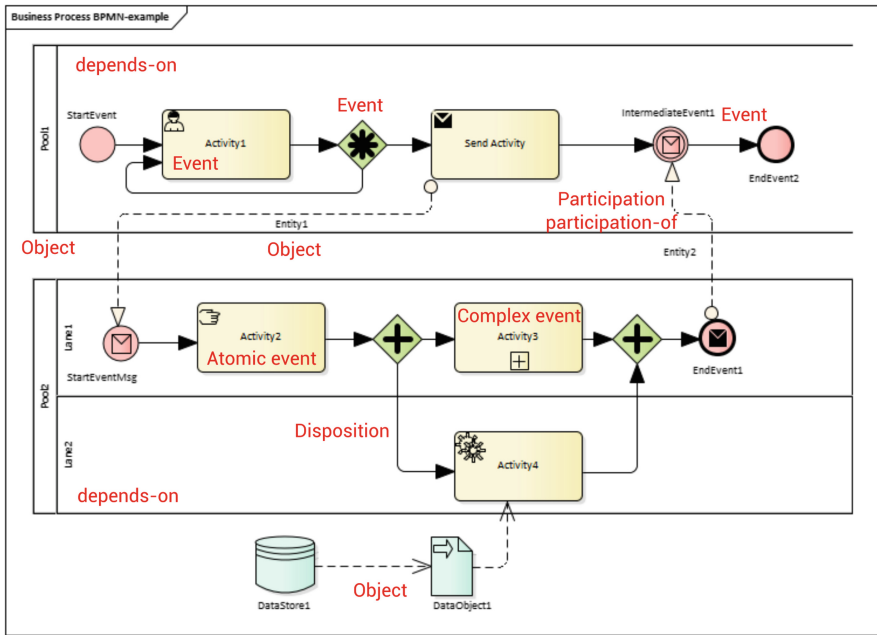 Business Process BPMN-example
depends-on
Pool1
StartEvent
Activity1
Event
Event
Send Activity
IntermediateEvent1
Event
EndEvent2
Participation
participation-of
Entity1
Object
Object
Entity2
Pool2
Lane1
StartEventMsg
Activity2
Atomic event
Complex event
Activity3
EndEvent1
Lane2
Disposition
Activity4
depends-on
DataStore1
Object
DataObject1